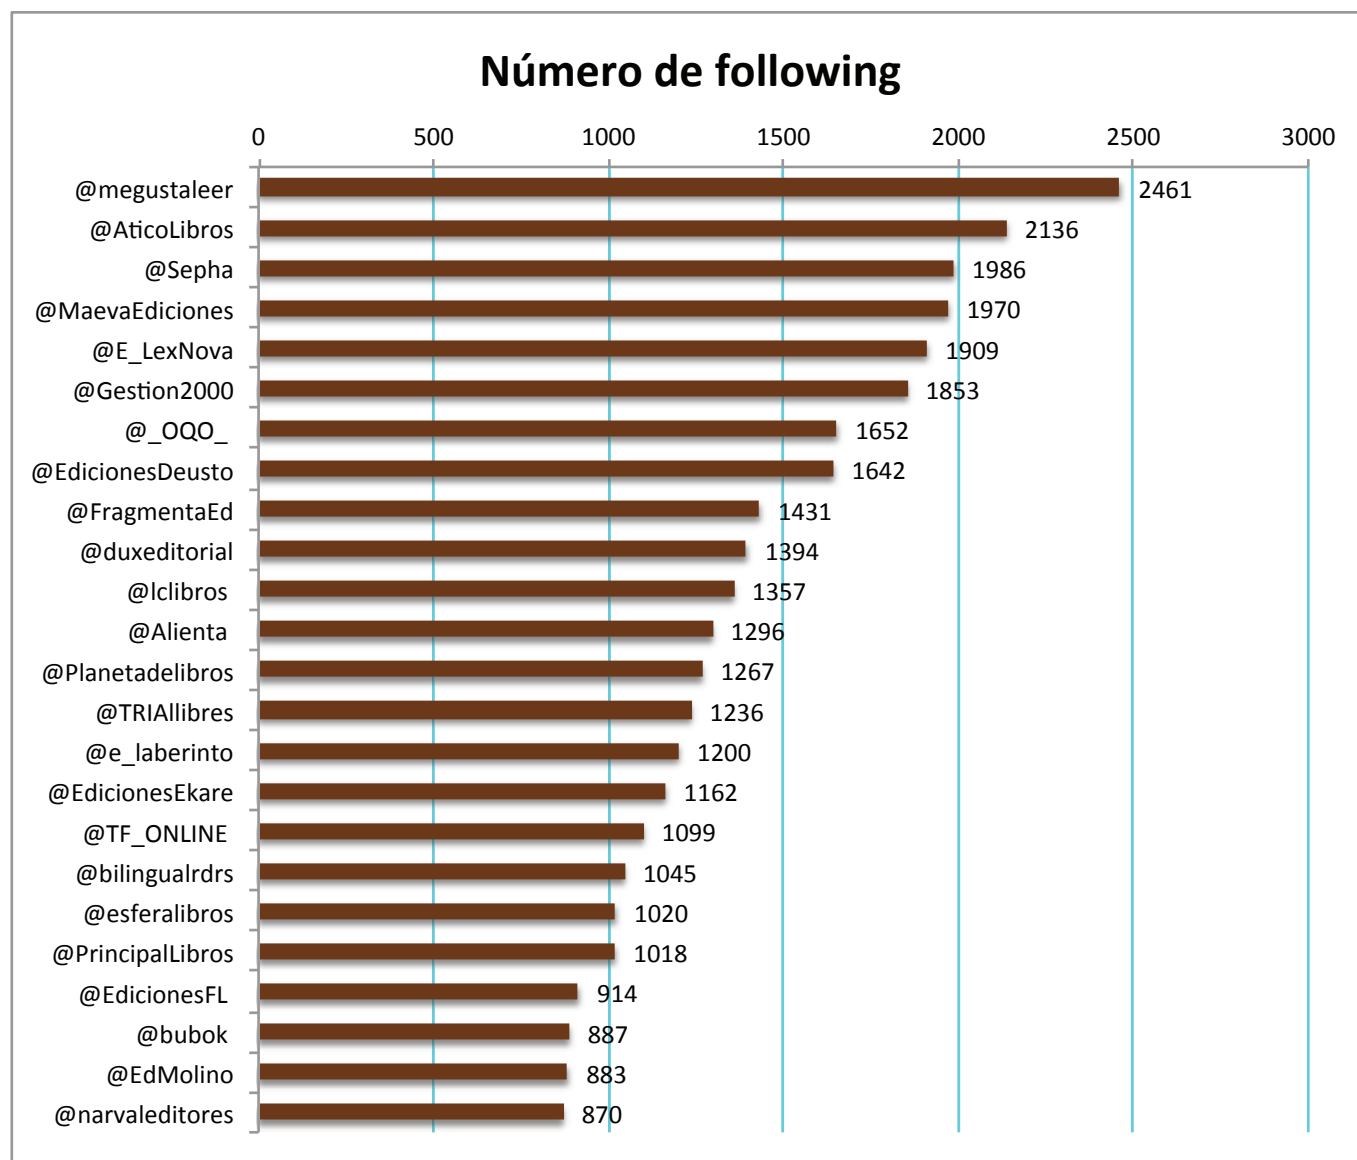 Número de following
0 500 1000 1500 2000 2500 3000
@megustaleer 2461
@AticoLibros 2136
@Sepha 1986
@MaevaEdiciones 1970
@E_LexNova 1909
@Gestion2000 1853
@_OQO_ 1652
@EdicionesDeusto 1642
@FragmentaEd 1431
@duxeditorial 1394
@lclibros 1357
@Alienta 1296
@Planetadelibros 1267
@TRIAllibres 1236
@e_laberinto 1200
@EdicionesEkare 1162
@TF_ONLINE 1099
@bilingualrdrs 1045
@esferalibros 1020
@PrincipalLibros 1018
@EdicionesFL 914
@bubok 887
@EdMolino 883
@narvaleditores 870